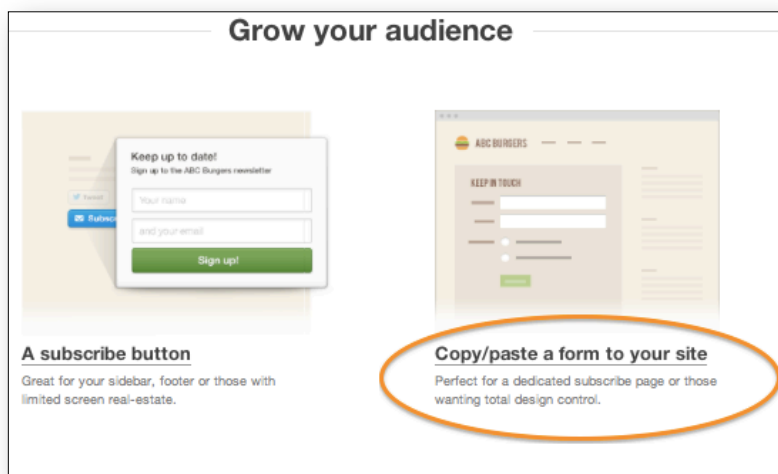 Grow your audience
Keep up to date!
Sign up to the ABC Burgers newsletter
Your name
Tweet
Subsc
and your email
Sign up!
ABC BURGERS
KEEP IN TOUCH
A subscribe button
Great for your sidebar, footer or those with
limited screen real-estate.
Copy/paste a form to your site
Perfect for a dedicated subscribe page or those
wanting total design control.